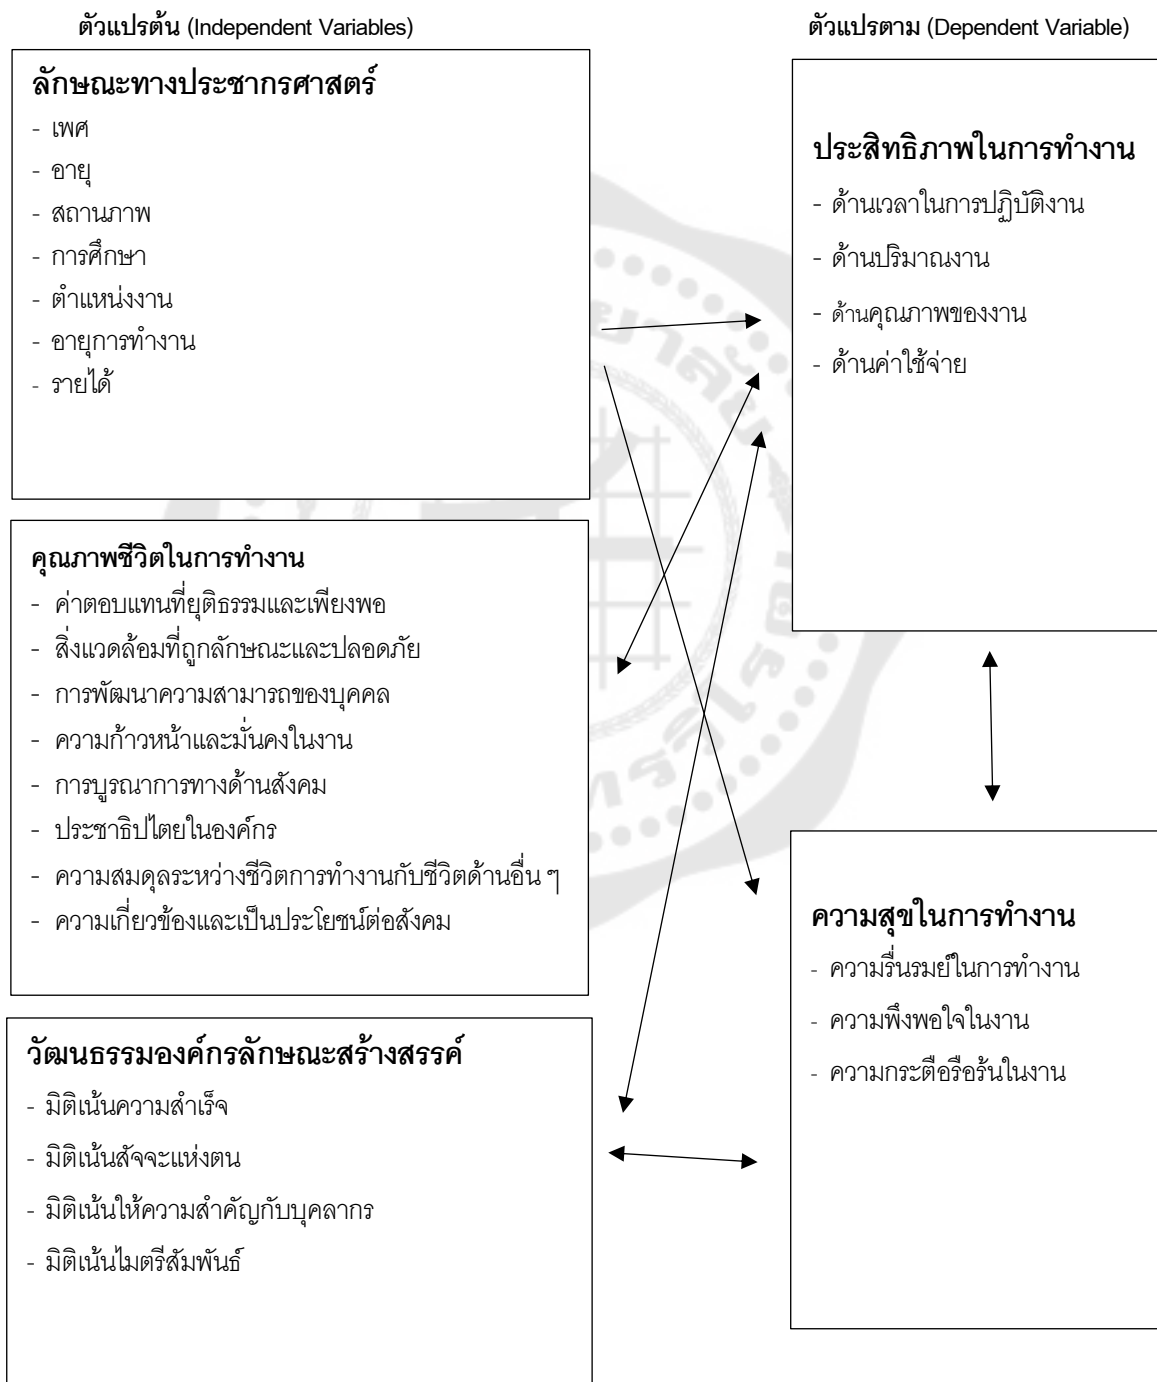 ตัวแปรต้น (Independent Variables)
ลักษณะทางประชากรศาสตร์
- เพศ
- อายุ
- สถานภาพ
- การศึกษา
- ตำแหน่งงาน
- อายุการทำงาน
- รายได้
คุณภาพชีวิตในการทำงาน
- ค่าตอบแทนที่ยุติธรรมและเพียงพอ
- สิ่งแวดล้อมที่ถูกลักษณะและปลอดภัย
- การพัฒนาความสามารถของบุคคล
- ความก้าวหน้าและมั่นคงในงาน
- การบูรณาการทางด้านสังคม
- ประชาธิปไตยในองค์กร
- ความสมดุลระหว่างชีวิตการทำงานกับชีวิตด้านอื่น ๆ
- ความเกี่ยวข้องและเป็นประโยชน์ต่อสังคม
วัฒนธรรมองค์กรลักษณะสร้างสรรค์
- มิติเน้นความสำเร็จ
- มิติเน้นสัจจะแห่งตน
- มิติเน้นให้ความสำคัญกับบุคลากร
- มิติเน้นไมตรีสัมพันธ์
ตัวแปรตาม (Dependent Variable)
ประสิทธิภาพในการทำงาน
- ด้านเวลาในการปฏิบัติงาน
- ด้านปริมาณงาน
- ด้านคุณภาพของงาน
- ด้านค่าใช้จ่าย
ความสุขในการทำงาน
- ความรื่นรมย์ในการทำงาน
- ความพึงพอใจในงาน
- ความกระตือรือร้นในงาน